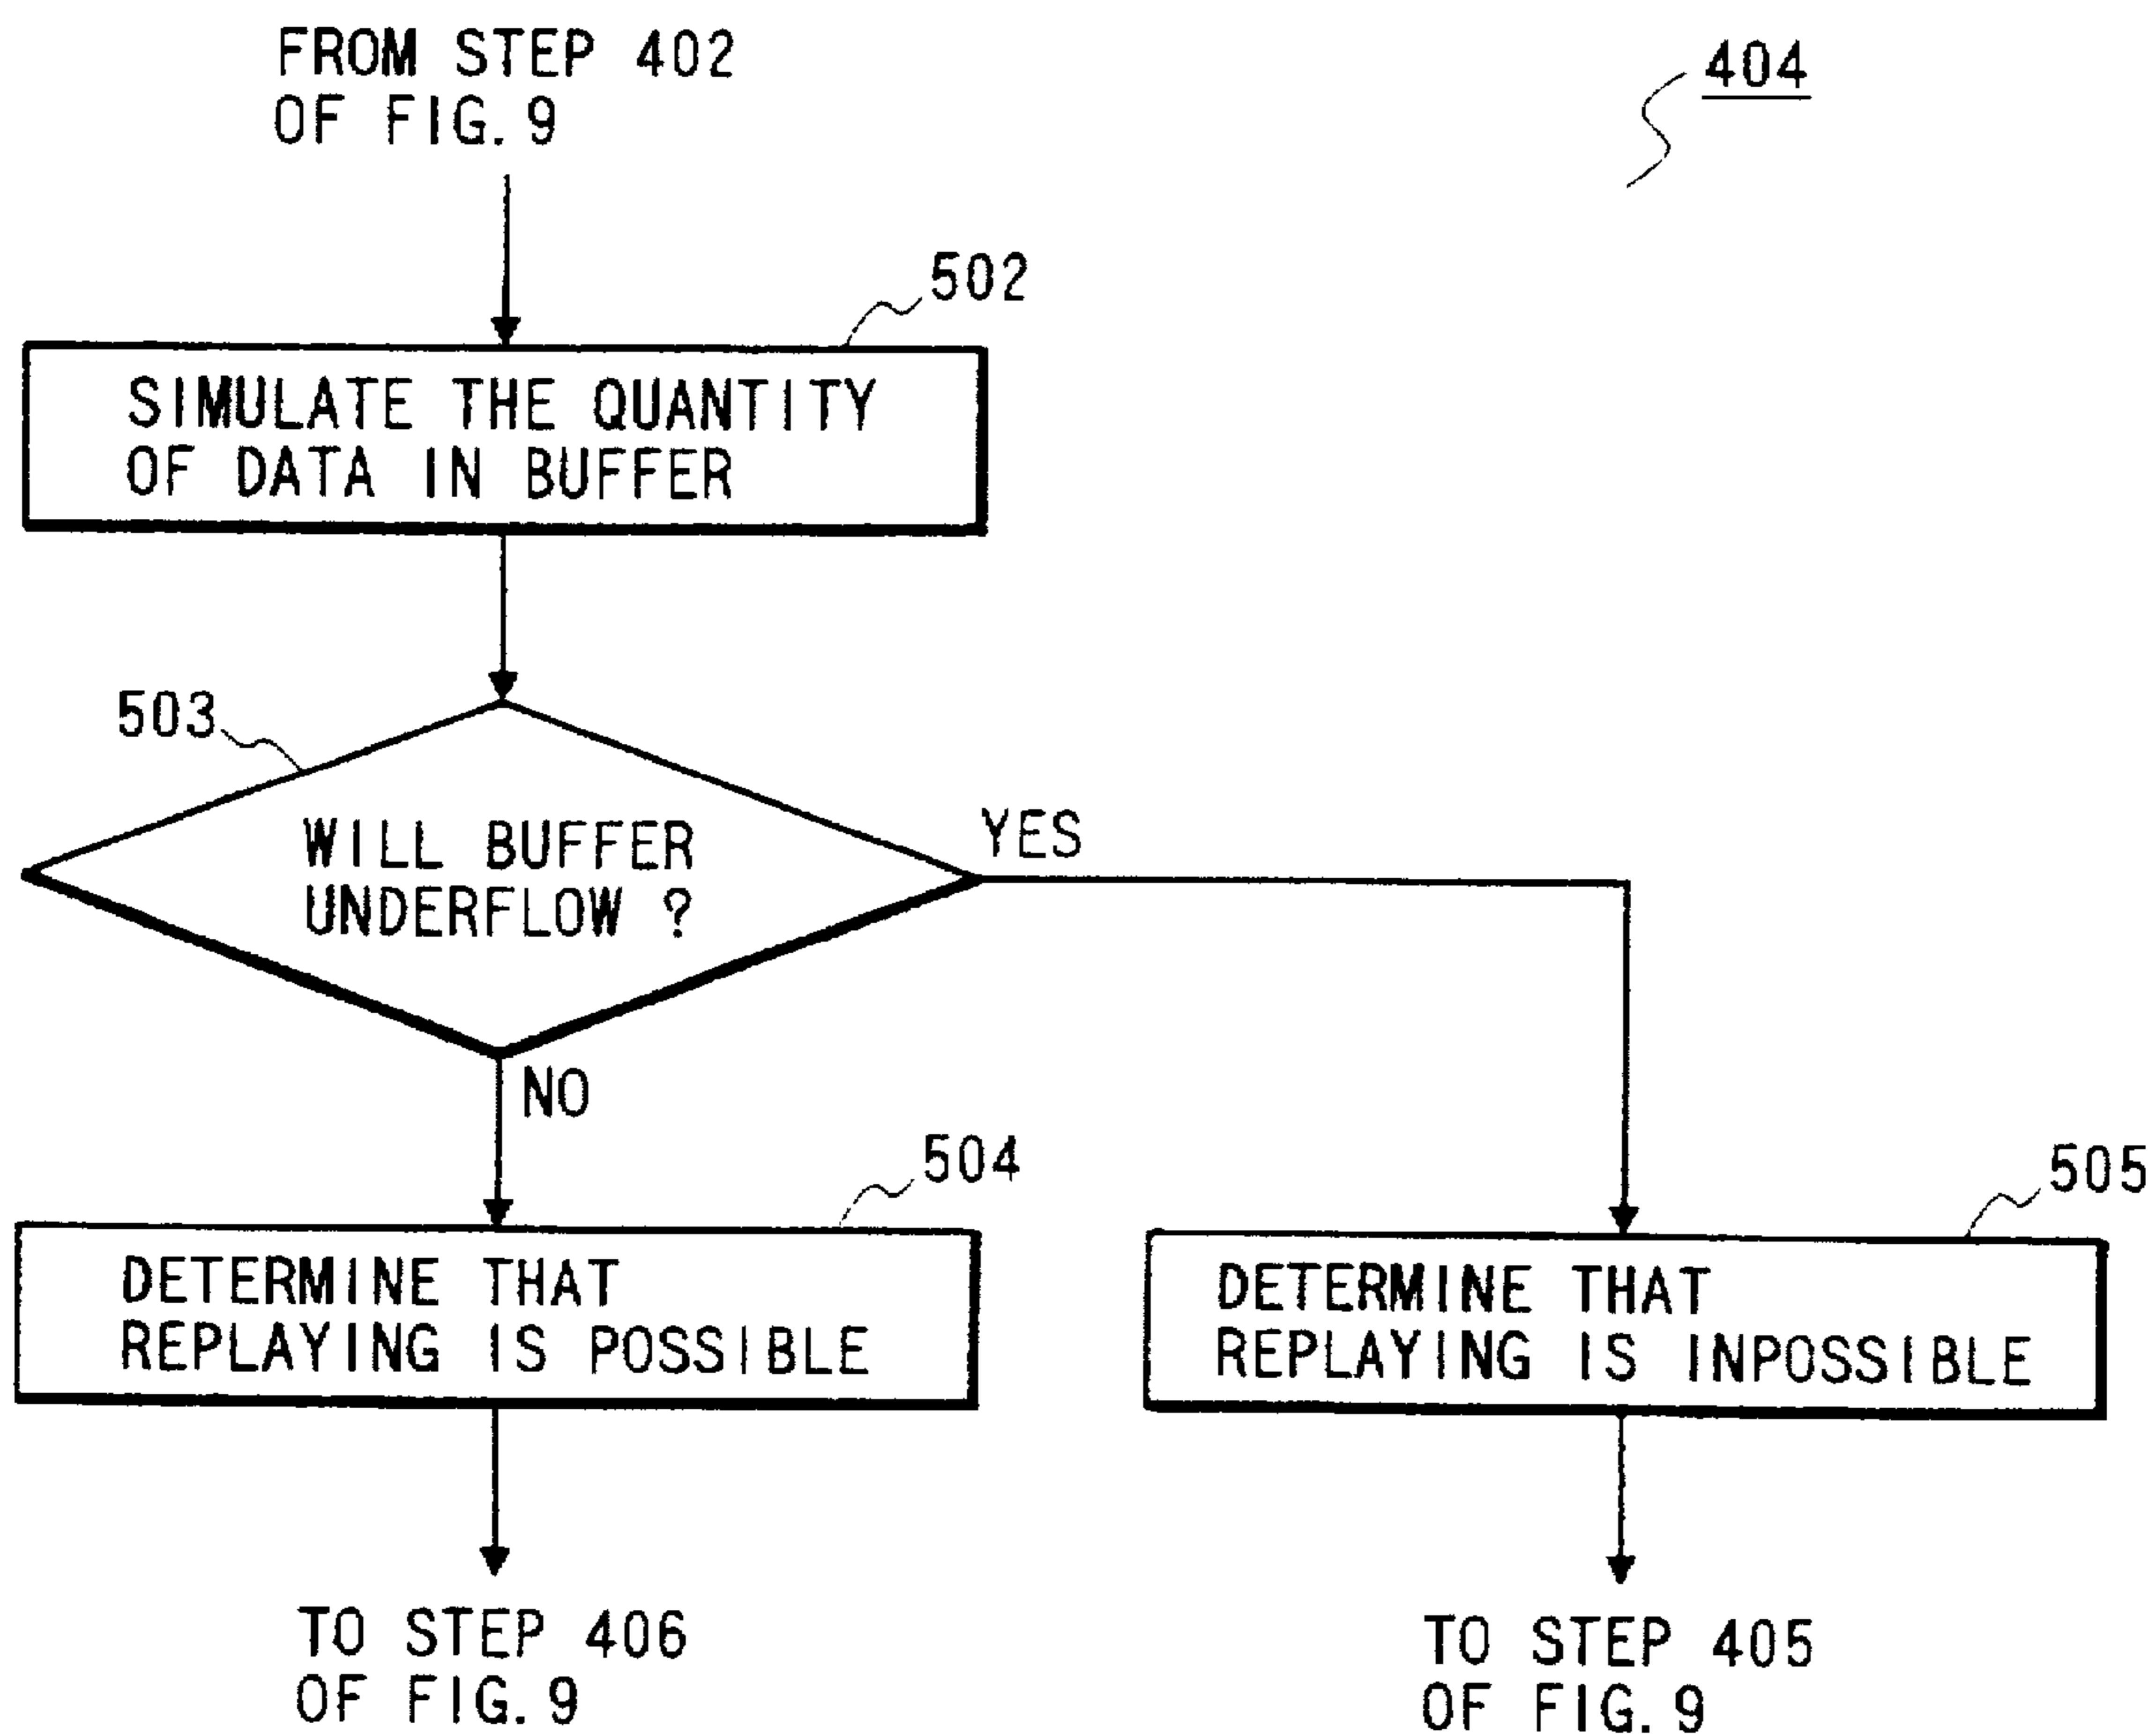 FROM STEP 402
OF FIG. 9
404
502
SIMULATE THE QUANTITY
OF DATA IN BUFFER
503
WILL BUFFER
UNDERFLOW ?
YES
NO
504
DETERMINE THAT
REPLAYING IS POSSIBLE
505
DETERMINE THAT
REPLAYING IS INPOSSIBLE
TO STEP 406
OF FIG. 9
TO STEP 405
OF FIG. 9